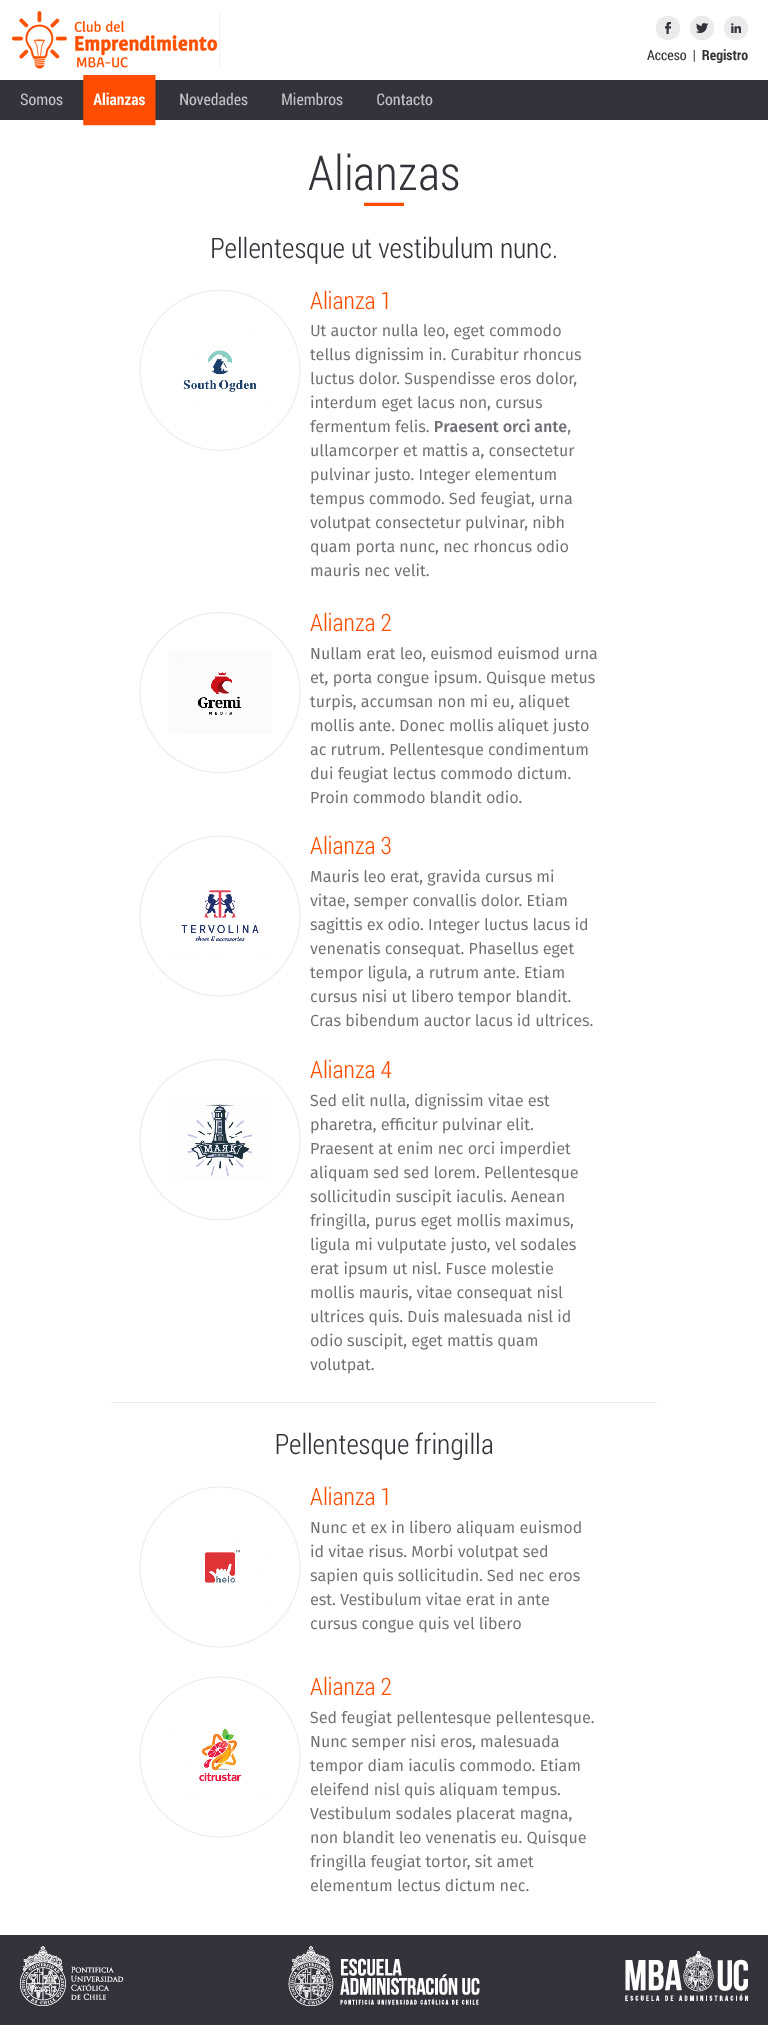 Club del
Emprendimiento
MBA-UC
Acceso | Registro
Somos Alianzas Novedades Miembros Contacto
Alianzas
Pellentesque ut vestibulum nunc.
South Ogden
Alianza 1
Ut auctor nulla leo, eget commodo
tellus dignissim in. Curabitur rhoncus
luctus dolor. Suspendisse eros dolor,
interdum eget lacus non, cursus
fermentum felis. Praesent orci ante,
ullamcorper et mattis a, consectetur
pulvinar justo. Integer elementum
tempus commodo. Sed feugiat, urna
volutpat consectetur pulvinar, nibh
quam porta nunc, nec rhoncus odio
mauris nec velit.
Gremi
MEDIA
Alianza 2
Nullam erat leo, euismod euismod urna
et, porta congue ipsum. Quisque metus
turpis, accumsan non mi eu, aliquet
mollis ante. Donec mollis aliquet justo
ac rutrum. Pellentesque condimentum
dui feugiat lectus commodo dictum.
Proin commodo blandit odio.
TERVOLINA
shoes & accessories
Alianza 3
Mauris leo erat, gravida cursus mi
vitae, semper convallis dolor. Etiam
sagittis ex odio. Integer luctus lacus id
venenatis consequat. Phasellus eget
tempor ligula, a rutrum ante. Etiam
cursus nisi ut libero tempor blandit.
Cras bibendum auctor lacus id ultrices.
МАЯК
Alianza 4
Sed elit nulla, dignissim vitae est
pharetra, efficitur pulvinar elit.
Praesent at enim nec orci imperdiet
aliquam sed sed lorem. Pellentesque
sollicitudin suscipit iaculis. Aenean
fringilla, purus eget mollis maximus,
ligula mi vulputate justo, vel sodales
erat ipsum ut nisl. Fusce molestie
mollis mauris, vitae consequat nisl
ultrices quis. Duis malesuada nisl id
odio suscipit, eget mattis quam
volutpat.
Pellentesque fringilla
helo
Alianza 1
Nunc et ex in libero aliquam euismod
id vitae risus. Morbi volutpat sed
sapien quis sollicitudin. Sed nec eros
est. Vestibulum vitae erat in ante
cursus congue quis vel libero
citrustar
Alianza 2
Sed feugiat pellentesque pellentesque.
Nunc semper nisi eros, malesuada
tempor diam iaculis commodo. Etiam
eleifend nisl quis aliquam tempus.
Vestibulum sodales placerat magna,
non blandit leo venenatis eu. Quisque
fringilla feugiat tortor, sit amet
elementum lectus dictum nec.
PONTIFICIA
UNIVERSIDAD
CATÓLICA
DE CHILE
ESCUELA
ADMINISTRACIÓN UC
PONTIFICIA UNIVERSIDAD CATÓLICA DE CHILE
MBA UC
ESCUELA DE ADMINISTRACIÓN